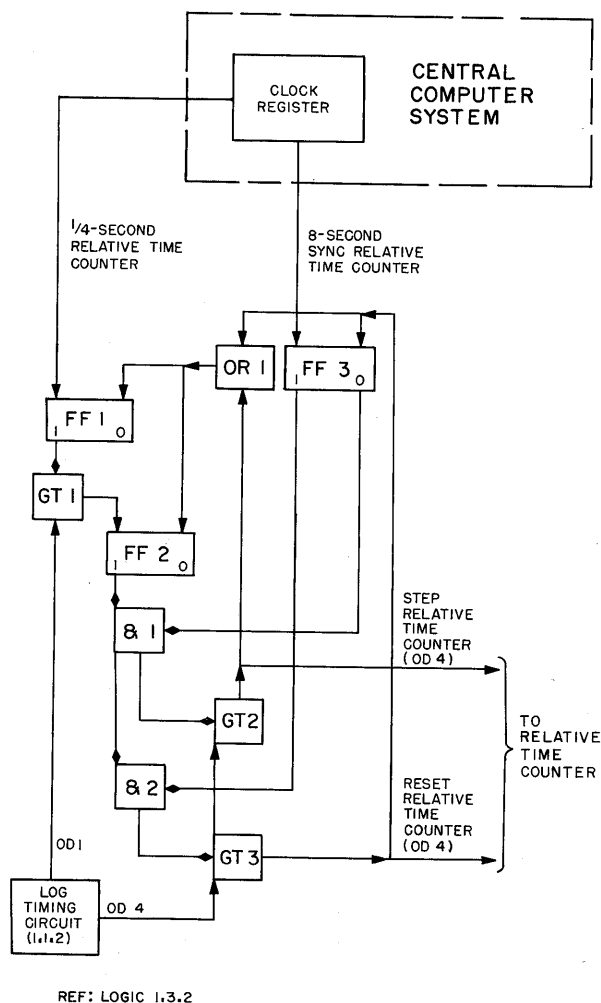 CLOCK
REGISTER
CENTRAL
COMPUTER
SYSTEM
1/4-SECOND
RELATIVE TIME
COUNTER
8-SECOND
SYNC RELATIVE
TIME COUNTER
OR 1
FF 3
1 0
FF 1
1 0
GT 1
FF 2
1 0
STEP
RELATIVE
TIME
COUNTER
(OD 4)
& 1
GT2
TO
RELATIVE
TIME
COUNTER
& 2
RESET
RELATIVE
TIME
COUNTER
(OD 4)
GT 3
OD 1
LOG
TIMING
CIRCUIT
(1.1.2)
OD 4
REF: LOGIC 1.3.2